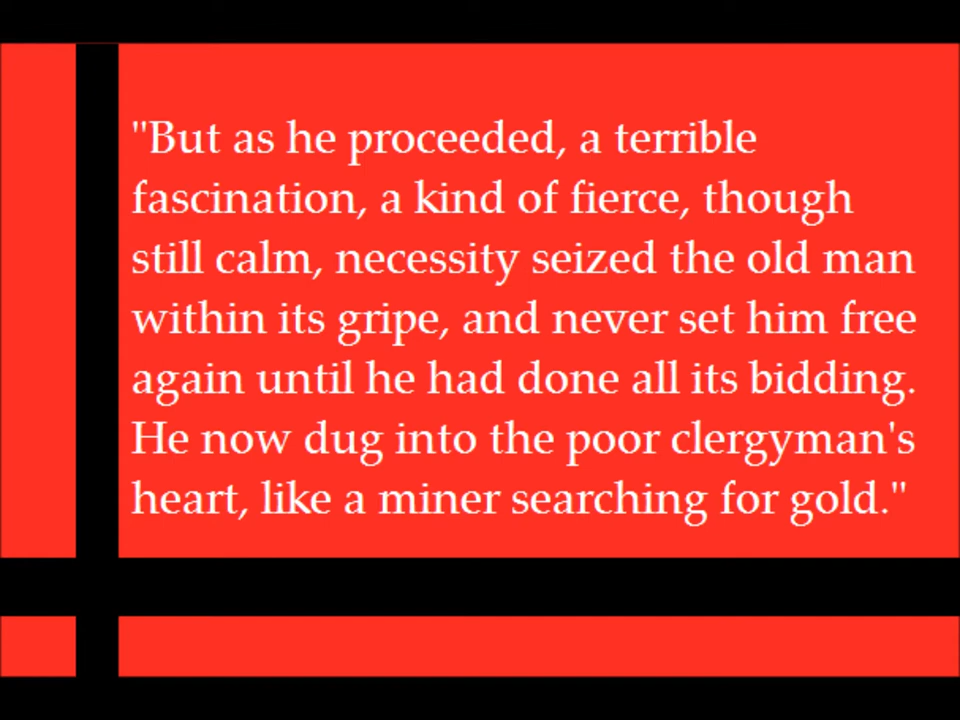 "But as he proceeded, a terrible
fascination, a kind of fierce, though
still calm, necessity seized the old man
within its gripe, and never set him free
again until he had done all its bidding.
He now dug into the poor clergyman's
heart, like a miner searching for gold."